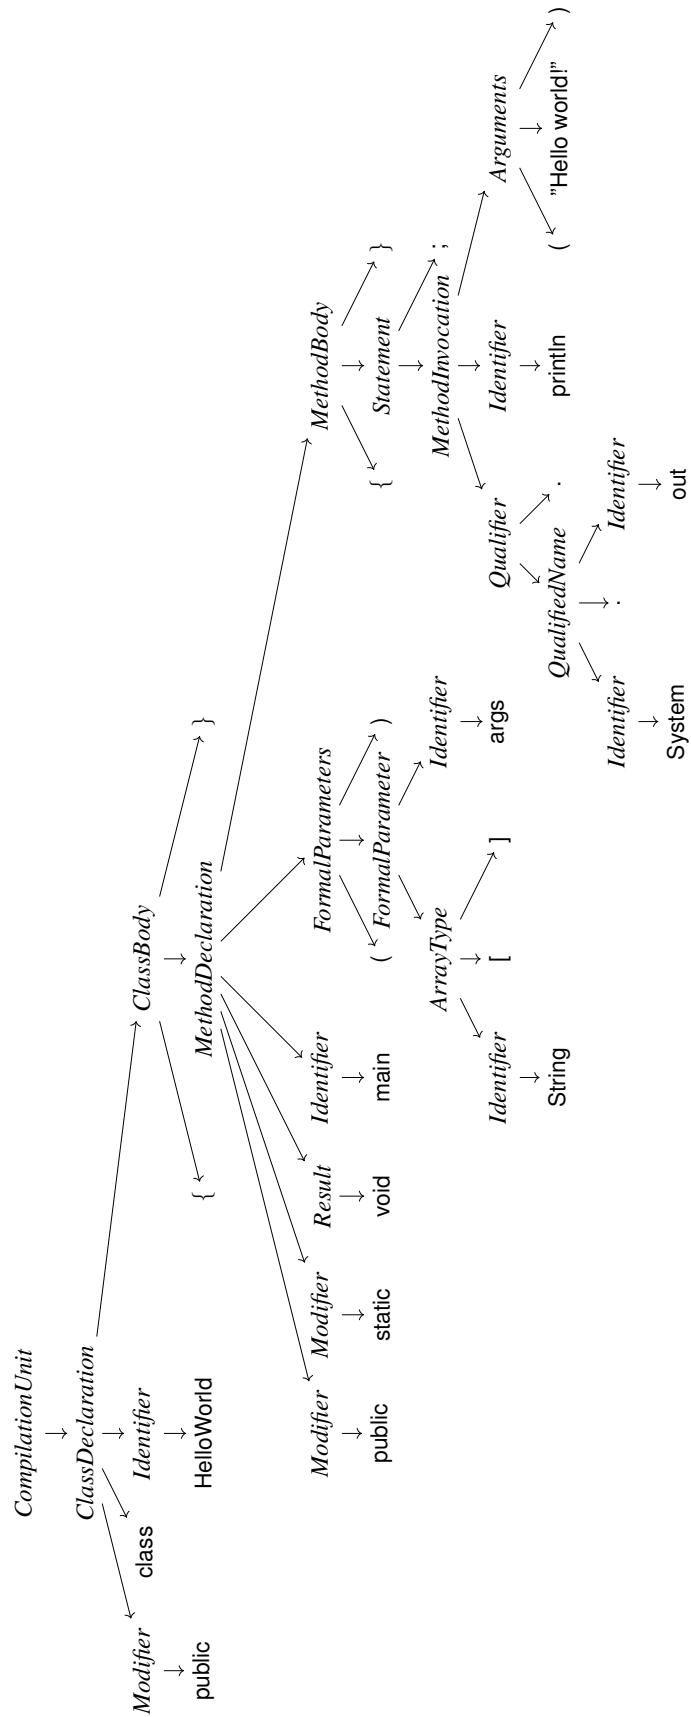 CompilationUnit
ClassDeclaration
Modifier class Identifier ClassBody
public HelloWorld { MethodDeclaration }
Modifier Modifier Result Identifier FormalParameters MethodBody
public static void main ( FormalParameter ) { Statement }
ArrayType Identifier MethodInvocation ;
Identifier [ ] args Qualifier Identifier Arguments
String QualifiedName . println ( ”Hello world!” )
Identifier . Identifier
System out